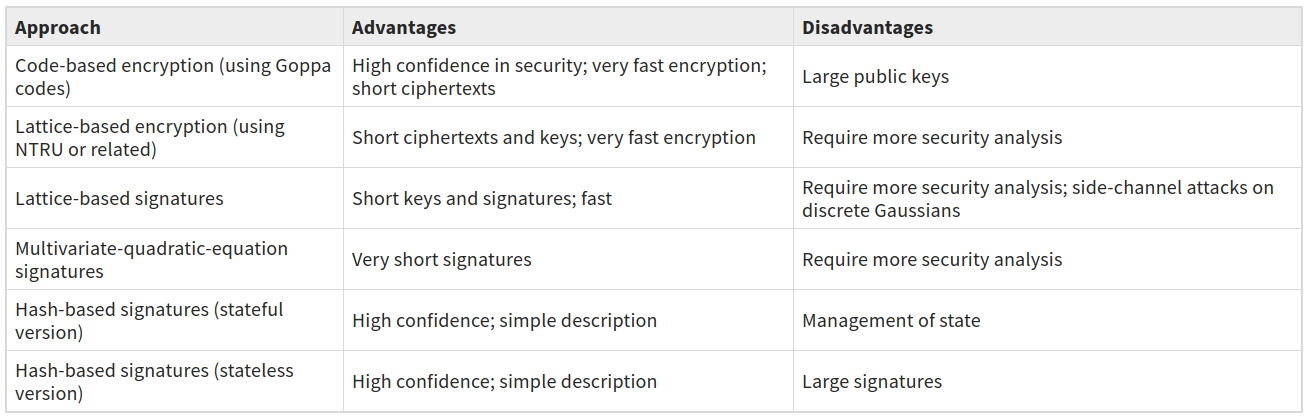 Approach Advantages Disadvantages
Code-based encryption (using Goppa
codes)
High confidence in security; very fast encryption;
short ciphertexts
Large public keys
Lattice-based encryption (using
NTRU or related)
Short ciphertexts and keys; very fast encryption
Require more security analysis
Lattice-based signatures
Short keys and signatures; fast
Require more security analysis; side-channel attacks on
discrete Gaussians
Multivariate-quadratic-equation
signatures
Very short signatures
Require more security analysis
Hash-based signatures (stateful
version)
High confidence; simple description
Management of state
Hash-based signatures (stateless
version)
High confidence; simple description
Large signatures